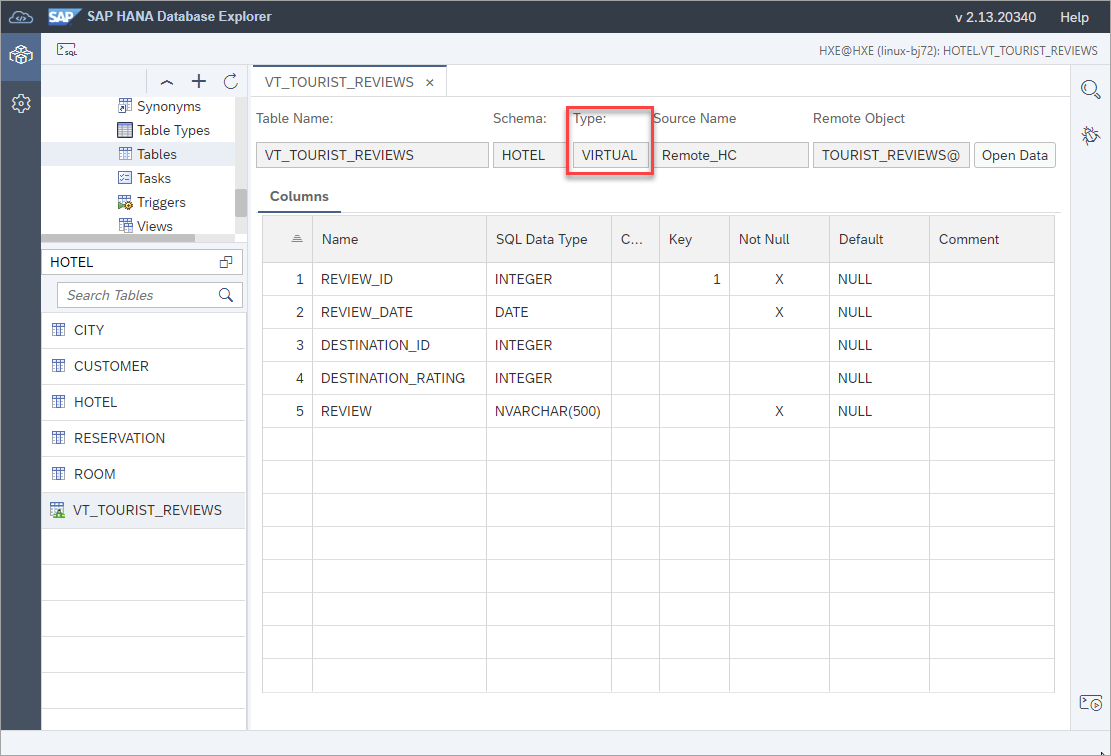 SAP SAP HANA Database Explorer v 2.13.20340 Help
SQL HXE@HXE (linux-bj72): HOTEL.VT_TOURIST_REVIEWS
Synonyms
Table Types
Tables
Tasks
Triggers
Views
HOTEL
Search Tables
CITY
CUSTOMER
HOTEL
RESERVATION
ROOM
VT_TOURIST_REVIEWS
VT_TOURIST_REVIEWS ×
Table Name: Schema: Type: Source Name Remote Object
VT_TOURIST_REVIEWS HOTEL VIRTUAL Remote_HC TOURIST_REVIEWS@ Open Data
Columns
Name SQL Data Type C... Key Not Null Default Comment
1 REVIEW_ID INTEGER 1 X NULL
2 REVIEW_DATE DATE X NULL
3 DESTINATION_ID INTEGER NULL
4 DESTINATION_RATING INTEGER NULL
5 REVIEW NVARCHAR(500) X NULL